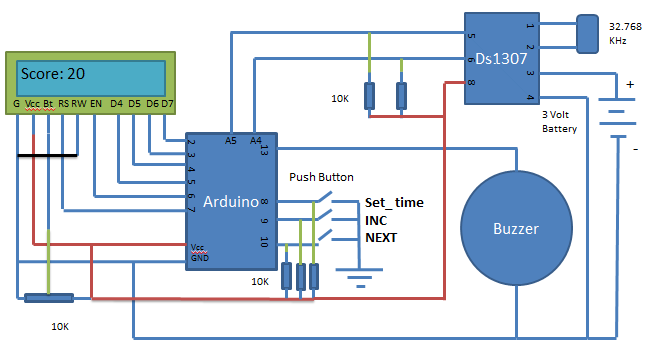 Score: 20
G Vcc Bt RS RW EN D4 D5 D6 D7
A5 A4
2
3
4
5
6
7
13
8
9
10
Arduino
Vcc
GND
10K
Push Button
Set_ time
INC
NEXT
10K
10K
5
6
8
Ds1307
1
2
3
4
32.768
KHz
3 Volt
Battery
+
-
Buzzer